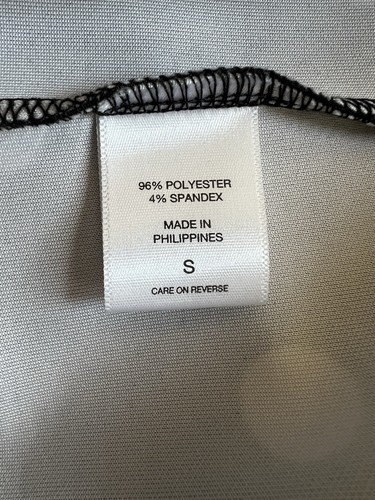 96% POLYESTER
4% SPANDEX
MADE IN
PHILIPPINES
S
CARE ON REVERSE